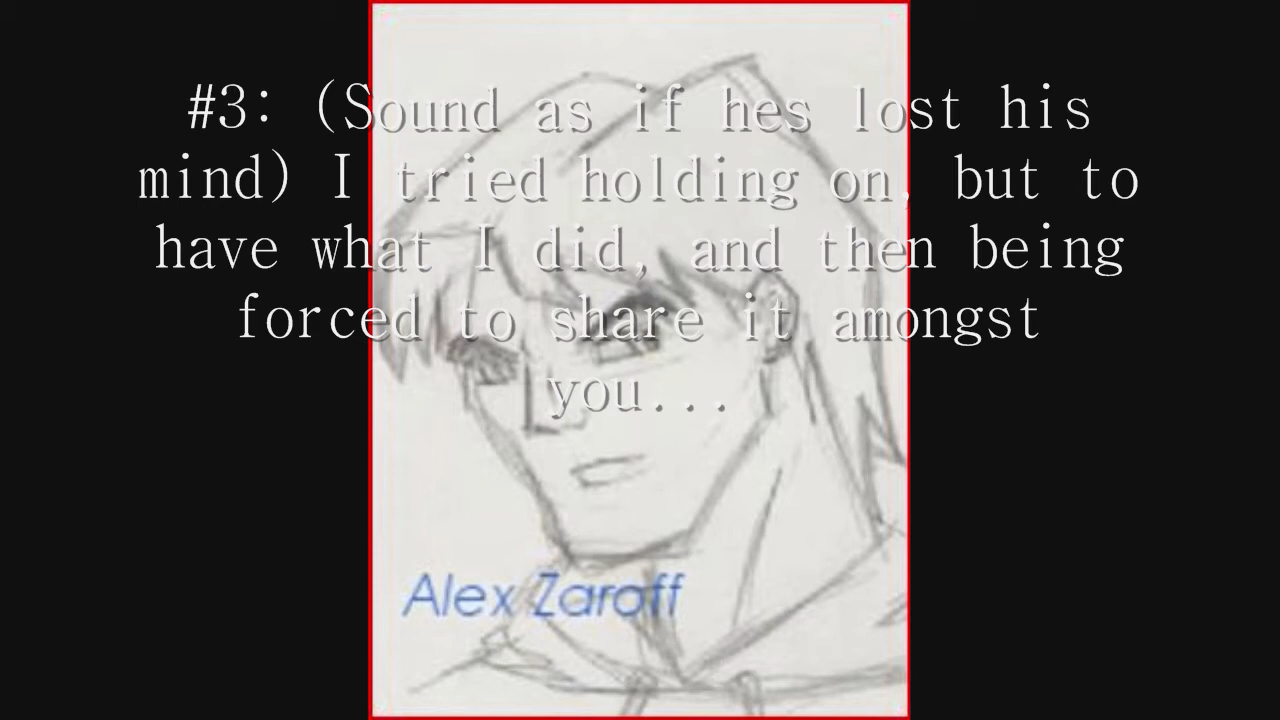 #3: (Sound as if hes lost his
mind) I tried holding on, but to
have what I did, and then being
forced to share it amongst
you...
Alex Zaroff